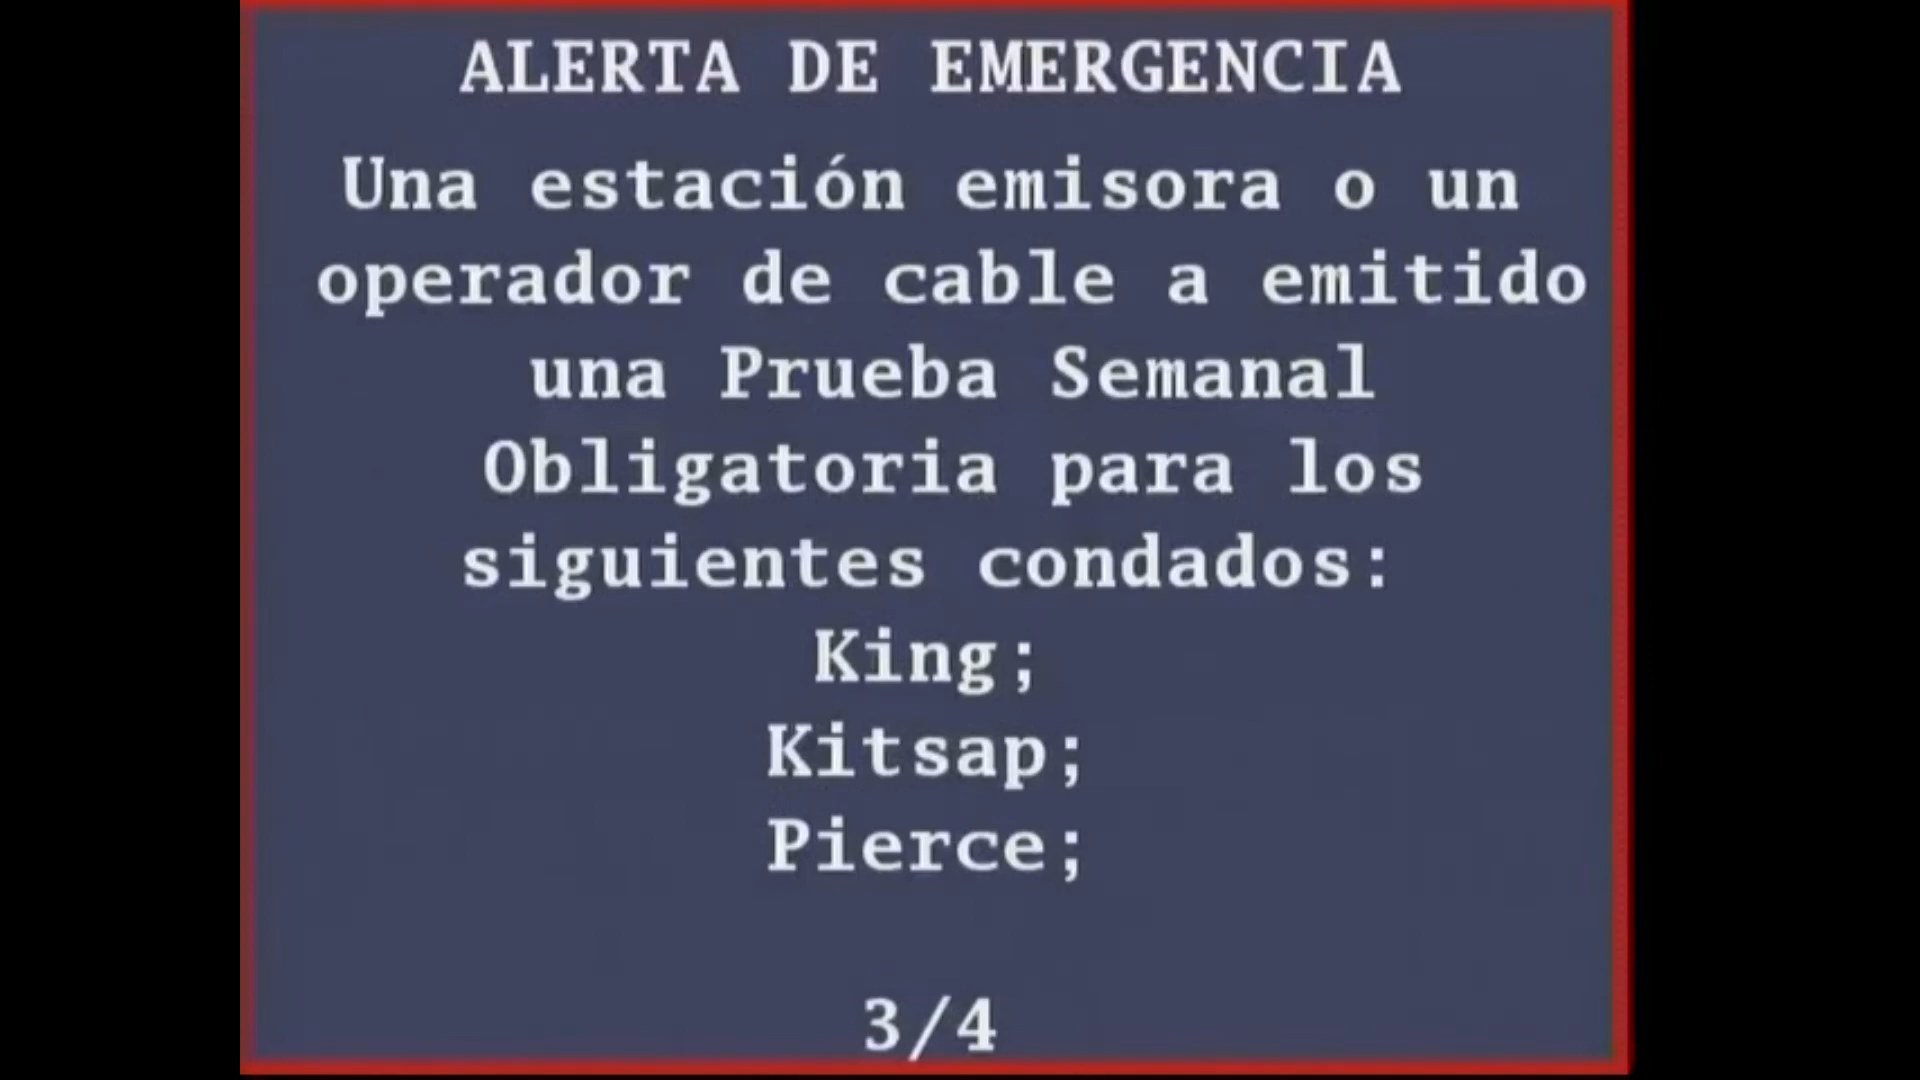 ALERTA DE EMERGENCIA
Una estación emisora o un
operador de cable a emitido
una Prueba Semanal
Obligatoria para los
siguientes condados:
King;
Kitsap;
Pierce;
3/4